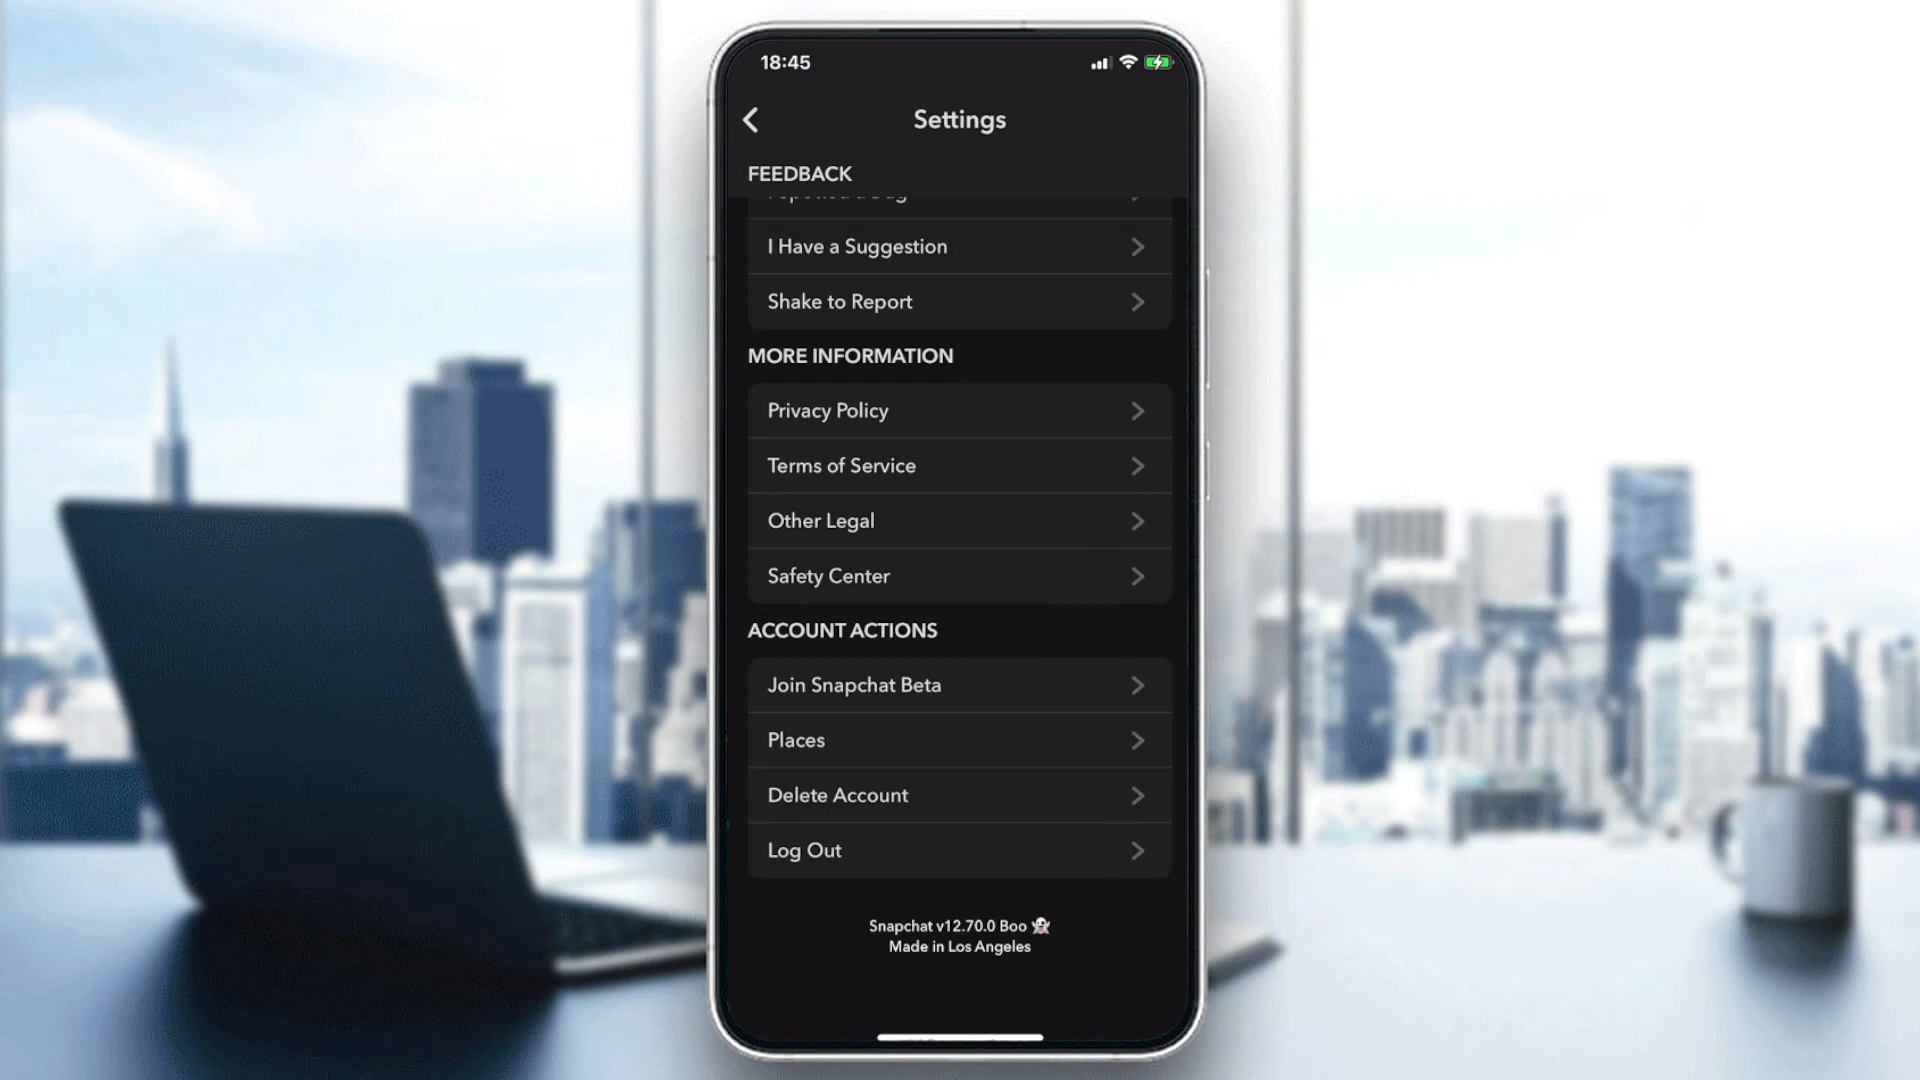 18:45
Settings
FEEDBACK
I Have a Suggestion
Shake to Report
MORE INFORMATION
Privacy Policy
Terms of Service
Other Legal
Safety Center
ACCOUNT ACTIONS
Join Snapchat Beta
Places
Delete Account
Log Out
Snapchat v12.70.0 Boo 👻
Made in Los Angeles